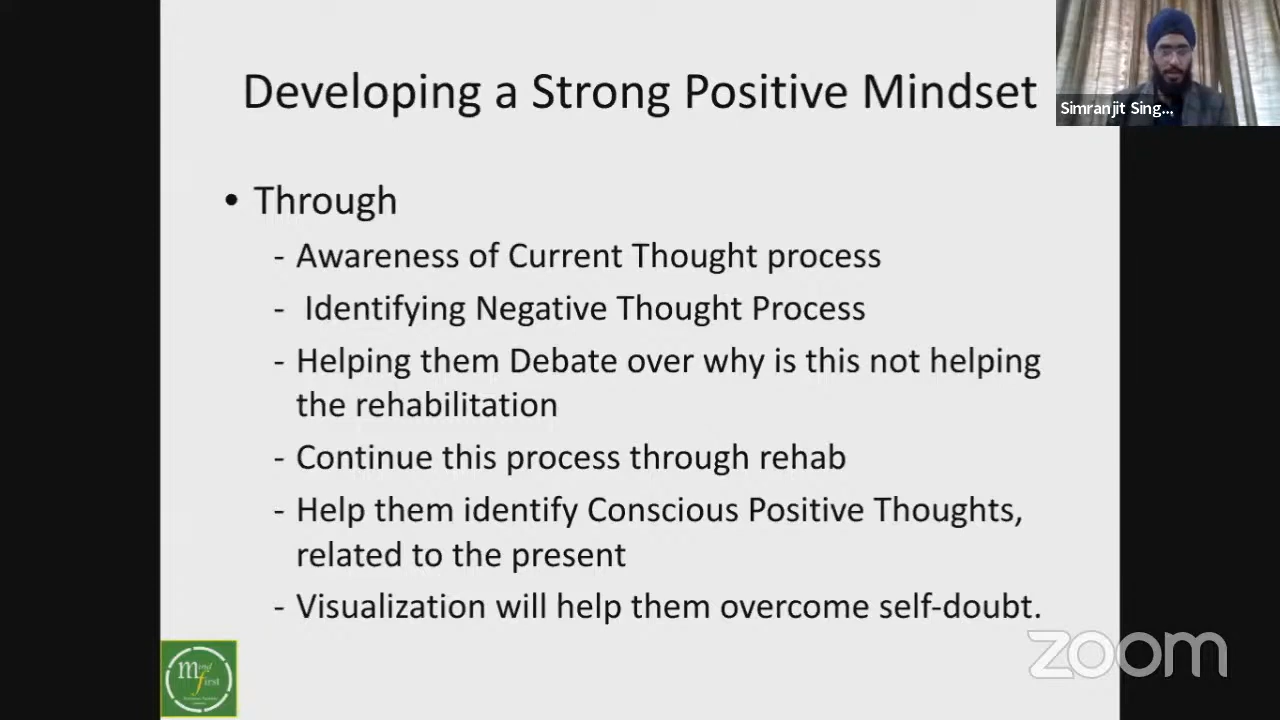 Developing a Strong Positive Mindset
Simranjit Sing...
• Through
- Awareness of Current Thought process
- Identifying Negative Thought Process
- Helping them Debate over why is this not helping
the rehabilitation
- Continue this process through rehab
- Help them identify Conscious Positive Thoughts,
related to the present
- Visualization will help them overcome self-doubt.
mind
first
zoom